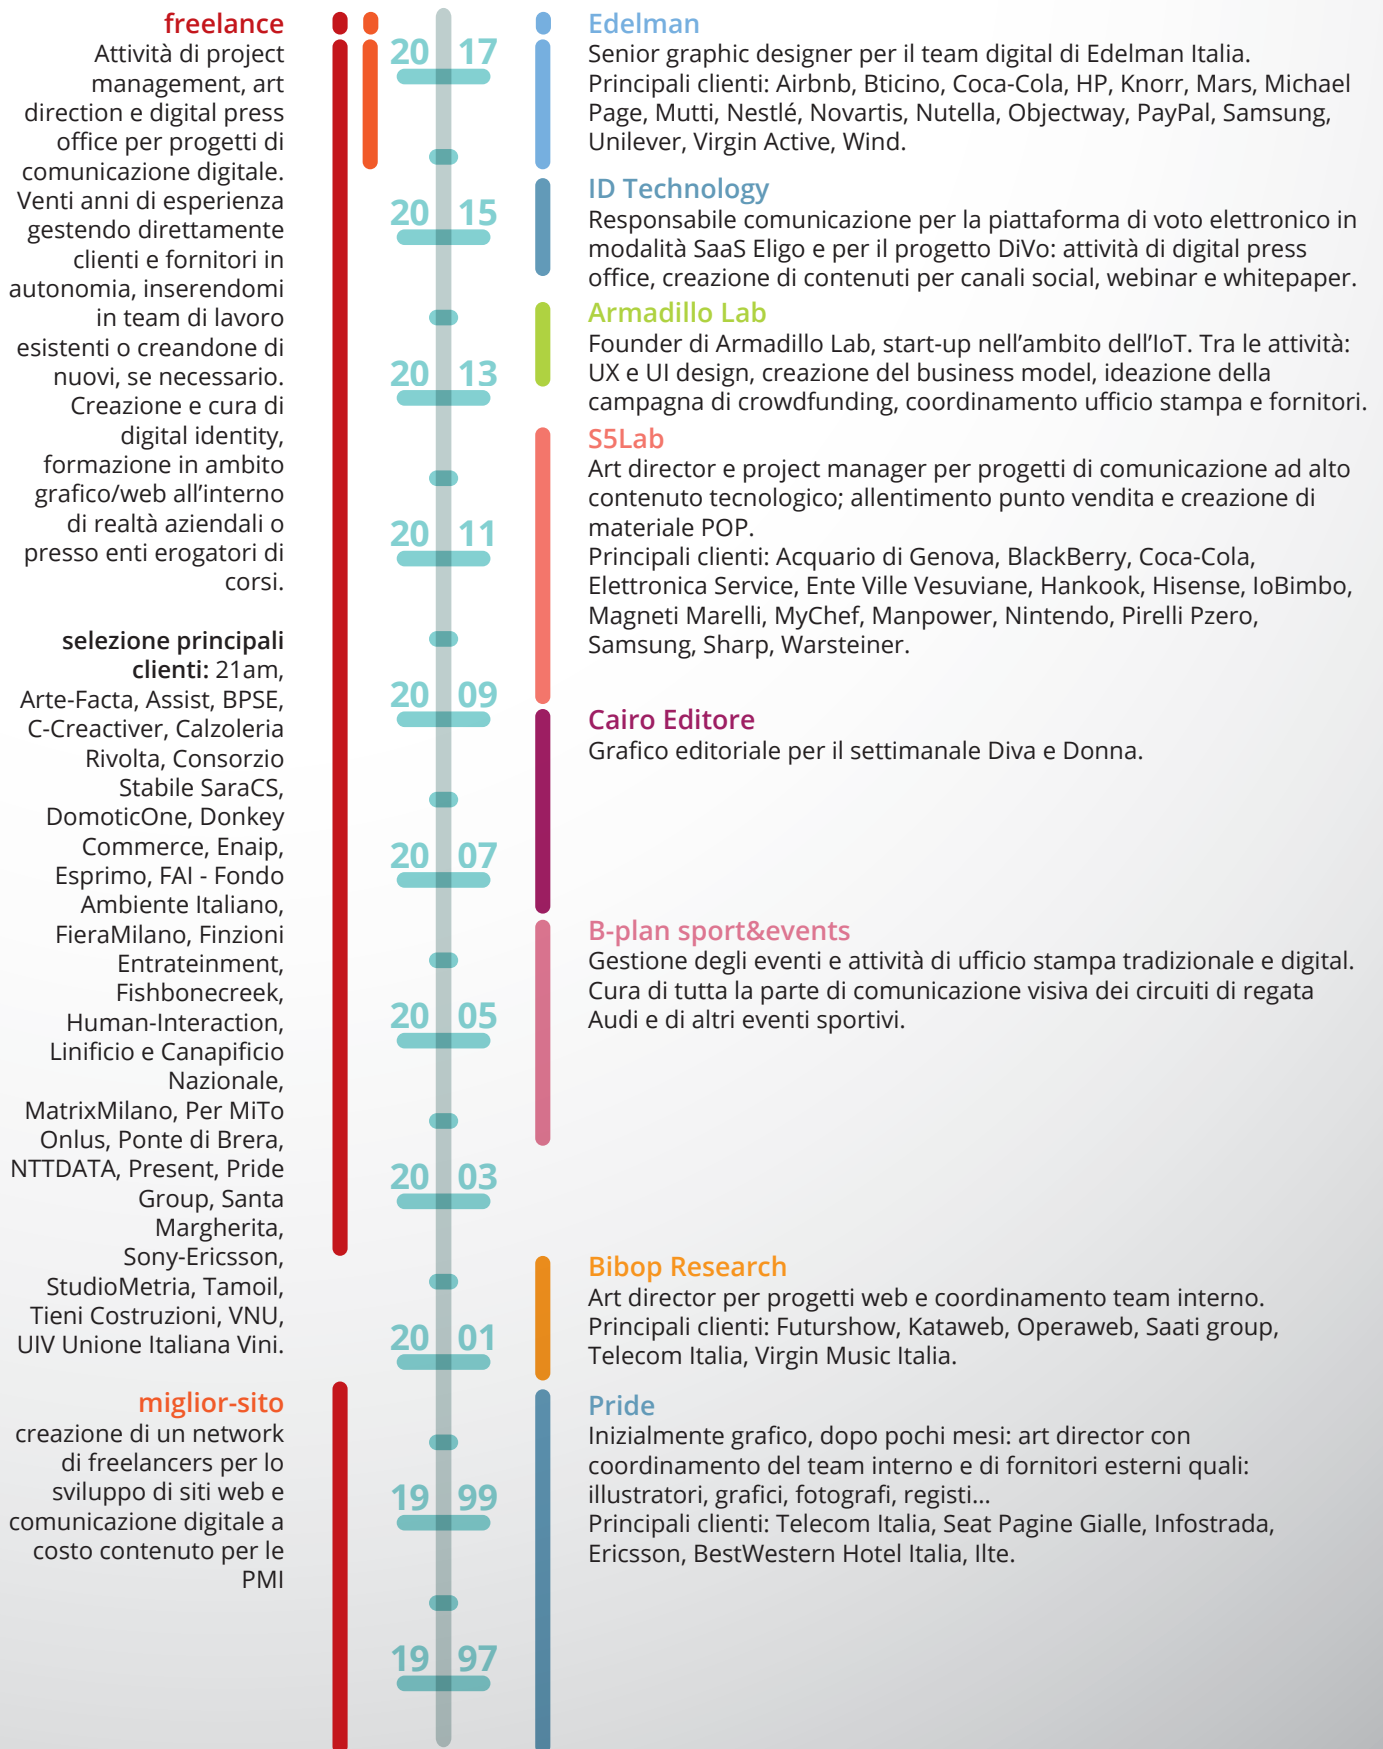 freelance
Attività di project
management, art
direction e digital press
office per progetti di
comunicazione digitale.
Venti anni di esperienza
gestendo direttamente
clienti e fornitori in
autonomia, inserendomi
in team di lavoro
esistenti o creandone di
nuovi, se necessario.
Creazione e cura di
digital identity,
formazione in ambito
grafico/web all'interno
di realtà aziendali o
presso enti erogatori di
corsi.
selezione principali
clienti: 21am,
Arte-Facta, Assist, BPSE,
C-Creactiver, Calzoleria
Rivolta, Consorzio
Stabile SaraCS,
DomoticOne, Donkey
Commerce, Enaip,
Esprimo, FAI - Fondo
Ambiente Italiano,
FieraMilano, Finzioni
Entrateinment,
Fishbonecreek,
Human-Interaction,
Linificio e Canapificio
Nazionale,
MatrixMilano, Per MiTo
Onlus, Ponte di Brera,
NTTDATA, Present, Pride
Group, Santa
Margherita,
Sony-Ericsson,
StudioMetria, Tamoil,
Tieni Costruzioni, VNU,
UIV Unione Italiana Vini.
miglior-sito
creazione di un network
di freelancers per lo
sviluppo di siti web e
comunicazione digitale a
costo contenuto per le
PMI
20 17
20 15
20 13
20 11
20 09
20 07
20 05
20 03
20 01
19 99
19 97
Edelman
Senior graphic designer per il team digital di Edelman Italia.
Principali clienti: Airbnb, Bticino, Coca-Cola, HP, Knorr, Mars, Michael
Page, Mutti, Nestlé, Novartis, Nutella, Objectway, PayPal, Samsung,
Unilever, Virgin Active, Wind.
ID Technology
Responsabile comunicazione per la piattaforma di voto elettronico in
modalità SaaS Eligo e per il progetto DiVo: attività di digital press
office, creazione di contenuti per canali social, webinar e whitepaper.
Armadillo Lab
Founder di Armadillo Lab, start-up nell'ambito dell'IoT. Tra le attività:
UX e UI design, creazione del business model, ideazione della
campagna di crowdfunding, coordinamento ufficio stampa e fornitori.
S5Lab
Art director e project manager per progetti di comunicazione ad alto
contenuto tecnologico; allentimento punto vendita e creazione di
materiale POP.
Principali clienti: Acquario di Genova, BlackBerry, Coca-Cola,
Elettronica Service, Ente Ville Vesuviane, Hankook, Hisense, IoBimbo,
Magneti Marelli, MyChef, Manpower, Nintendo, Pirelli Pzero,
Samsung, Sharp, Warsteiner.
Cairo Editore
Grafico editoriale per il settimanale Diva e Donna.
B-plan sport&events
Gestione degli eventi e attività di ufficio stampa tradizionale e digital.
Cura di tutta la parte di comunicazione visiva dei circuiti di regata
Audi e di altri eventi sportivi.
Bibop Research
Art director per progetti web e coordinamento team interno.
Principali clienti: Futurshow, Kataweb, Operaweb, Saati group,
Telecom Italia, Virgin Music Italia.
Pride
Inizialmente grafico, dopo pochi mesi: art director con
coordinamento del team interno e di fornitori esterni quali:
illustratori, grafici, fotografi, registi...
Principali clienti: Telecom Italia, Seat Pagine Gialle, Infostrada,
Ericsson, BestWestern Hotel Italia, Ilte.